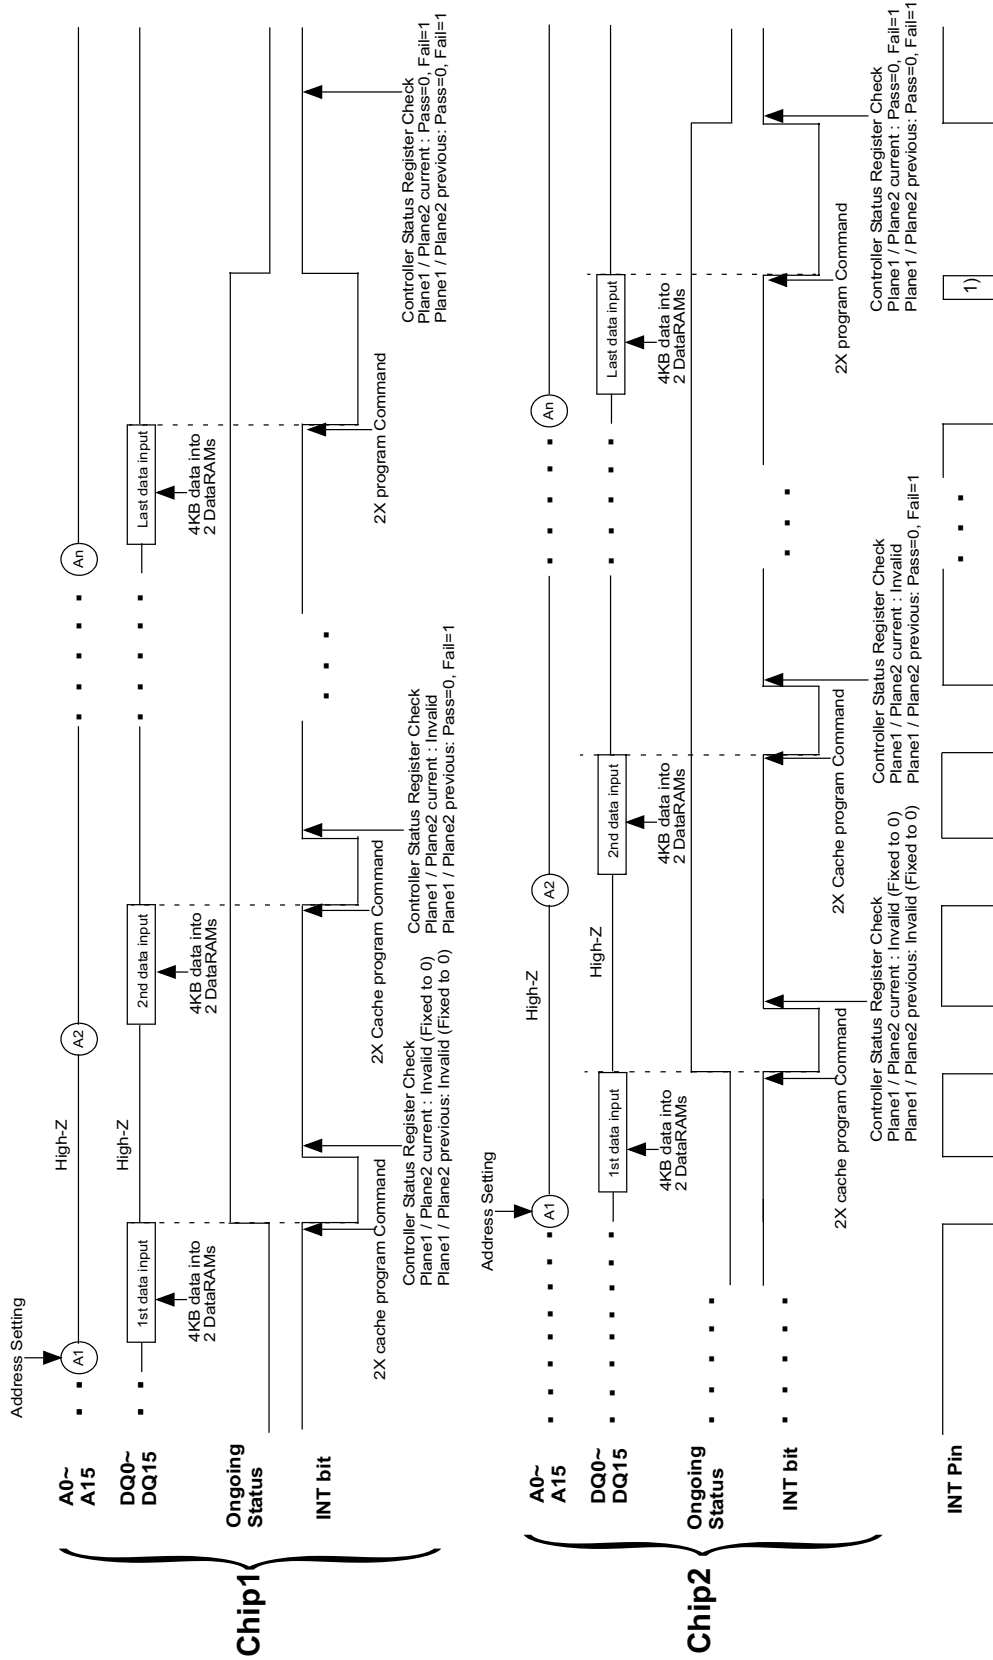 Chip1
A0~
A15
Address Setting
A1
High-Z
A2
An
DQ0~
DQ15
1st data input
High-Z
2nd data input
Last data input
4KB data into
2 DataRAMs
4KB data into
2 DataRAMs
4KB data into
2 DataRAMs
Ongoing
Status
INT bit
2X cache program Command
2X Cache program Command
2X program Command
Controller Status Register Check
Plane1 / Plane2 current : Invalid (Fixed to 0)
Plane1 / Plane2 previous: Invalid (Fixed to 0)
Controller Status Register Check
Plane1 / Plane2 current : Invalid
Plane1 / Plane2 previous: Pass=0, Fail=1
Controller Status Register Check
Plane1 / Plane2 current : Pass=0, Fail=1
Plane1 / Plane2 previous: Pass=0, Fail=1
Chip2
A0~
A15
Address Setting
A1
High-Z
A2
An
DQ0~
DQ15
1st data input
High-Z
2nd data input
Last data input
4KB data into
2 DataRAMs
4KB data into
2 DataRAMs
4KB data into
2 DataRAMs
Ongoing
Status
INT bit
2X cache program Command
2X Cache program Command
2X program Command
Controller Status Register Check
Plane1 / Plane2 current : Invalid (Fixed to 0)
Plane1 / Plane2 previous: Invalid (Fixed to 0)
Controller Status Register Check
Plane1 / Plane2 current : Invalid
Plane1 / Plane2 previous: Pass=0, Fail=1
Controller Status Register Check
Plane1 / Plane2 current : Pass=0, Fail=1
Plane1 / Plane2 previous: Pass=0, Fail=1
INT Pin
1)